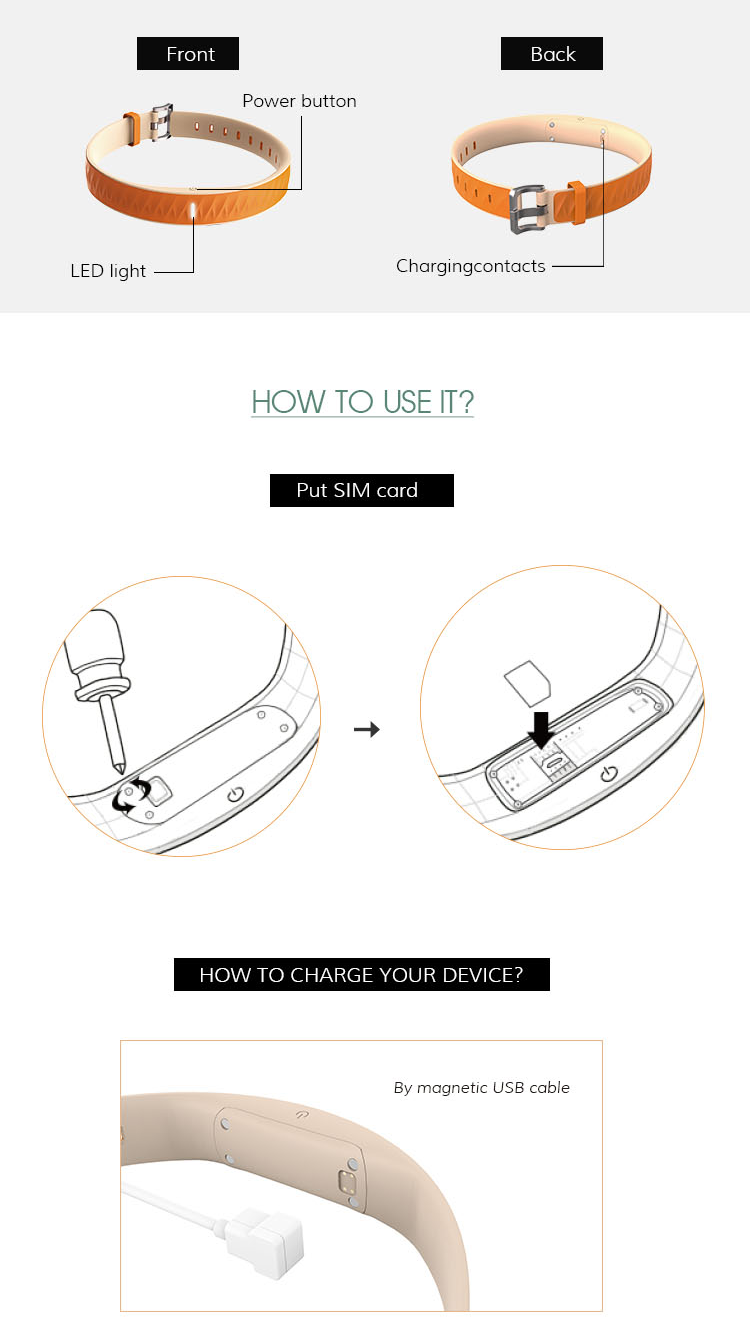 Front
Back
Power button
LED light
Chargingcontacts
HOW TO USE IT?
Put SIM card
HOW TO CHARGE YOUR DEVICE?
By magnetic USB cable